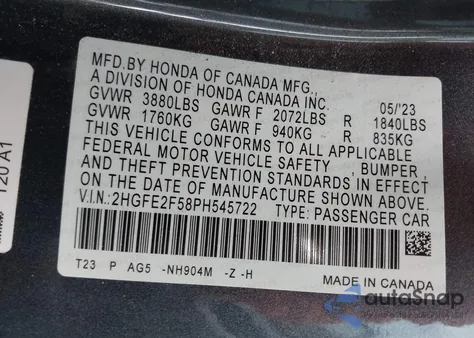 MFD.BY HONDA OF CANADA MFG.,
A DIVISION OF HONDA CANADA INC. 05/'23
GVWR 3880LBS GAWR F 2072LBS R 1840LBS
GVWR 1760KG GAWR F 940KG R 835KG
THIS VEHICLE CONFORMS TO ALL APPLICABLE
FEDERAL MOTOR VEHICLE SAFETY , BUMPER ,
AND THEFT PREVENTION STANDARDS IN EFFECT
ON THE DATE OF MANUFACTURE SHOWN ABOVE.
V.I.N.:2HGFE2F58PH545722 TYPE: PASSENGER CAR
T23 P AG5 -NH904M -Z -H
MADE IN CANADA
120 A1
autoSnap